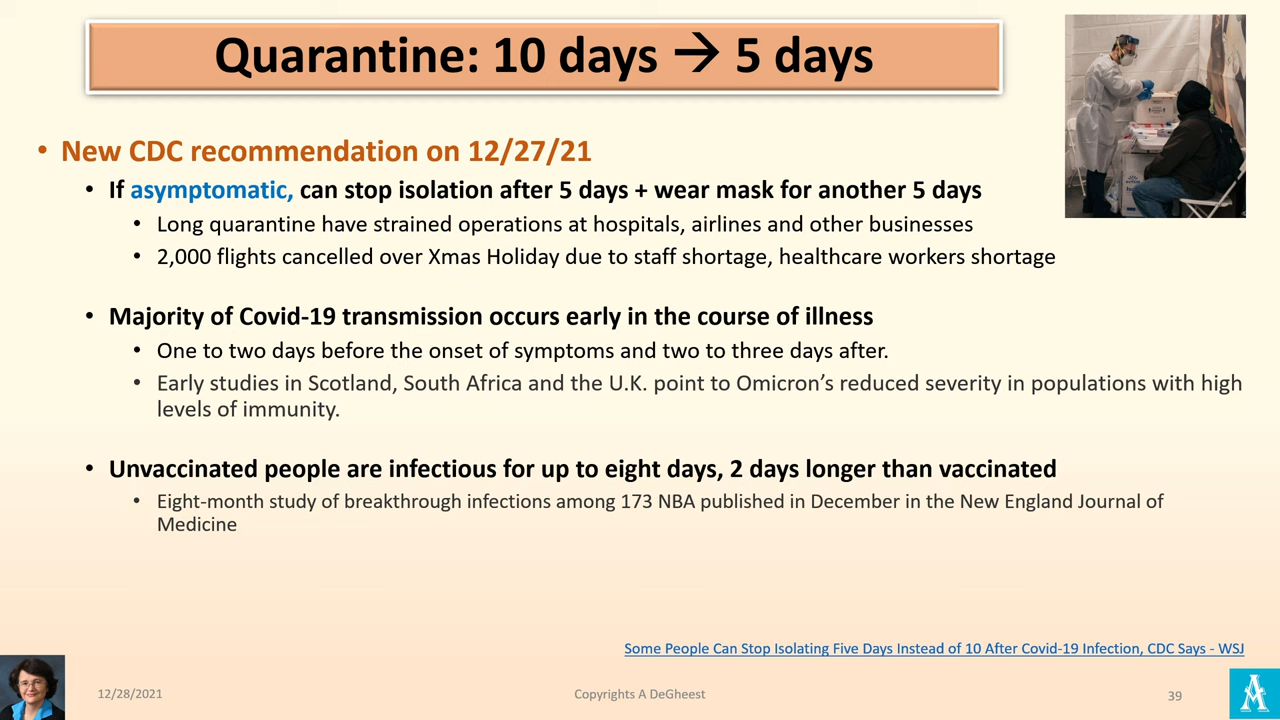 Quarantine: 10 days → 5 days
• New CDC recommendation on 12/27/21
• If asymptomatic, can stop isolation after 5 days + wear mask for another 5 days
• Long quarantine have strained operations at hospitals, airlines and other businesses
• 2,000 flights cancelled over Xmas Holiday due to staff shortage, healthcare workers shortage
• Majority of Covid-19 transmission occurs early in the course of illness
• One to two days before the onset of symptoms and two to three days after.
• Early studies in Scotland, South Africa and the U.K. point to Omicron’s reduced severity in populations with high
levels of immunity.
• Unvaccinated people are infectious for up to eight days, 2 days longer than vaccinated
• Eight-month study of breakthrough infections among 173 NBA published in December in the New England Journal of
Medicine
Some People Can Stop Isolating Five Days Instead of 10 After Covid-19 Infection, CDC Says - WSJ
12/28/2021
Copyrights A DeGheest
39
A